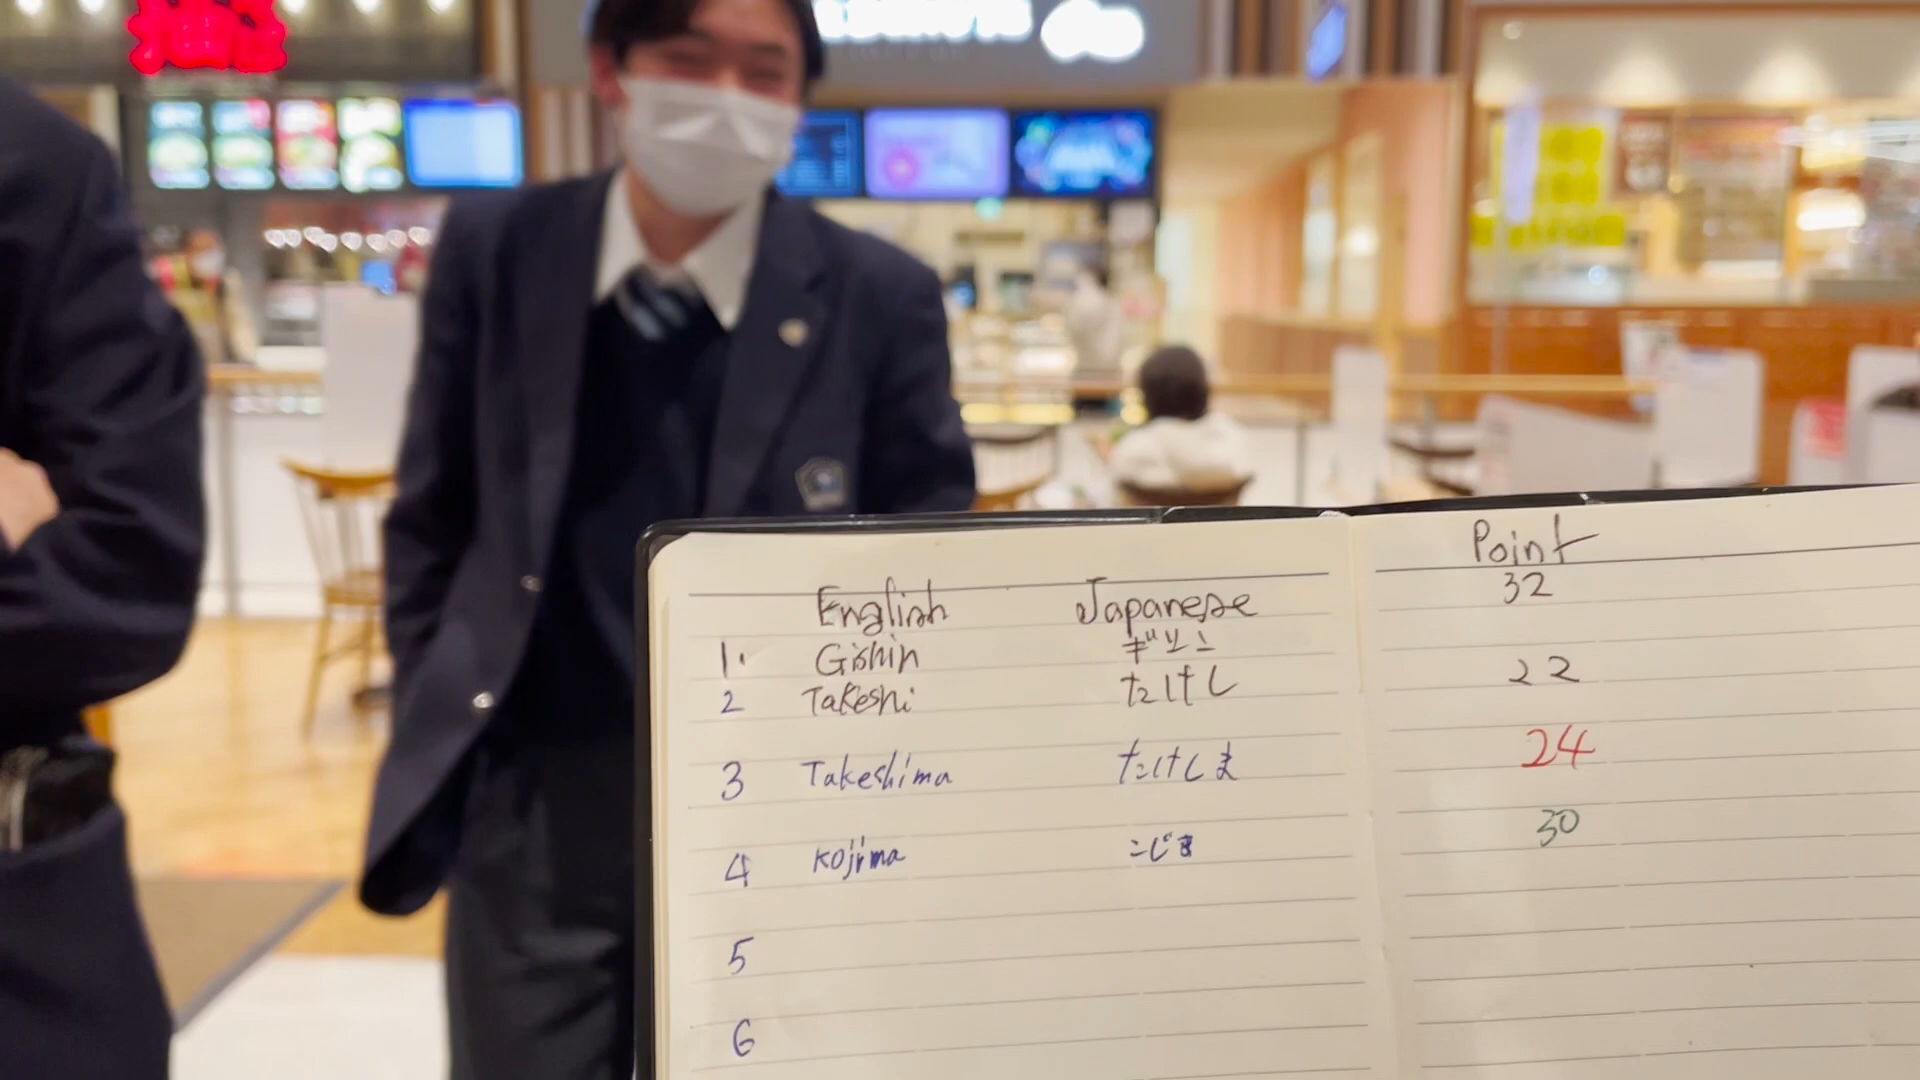 Point
English Japanese 32
1. Gishin ギシン
2 Takeshi たけし 22
3 Takeshima たけしま 24
4 Kojima こじま 30
5
6